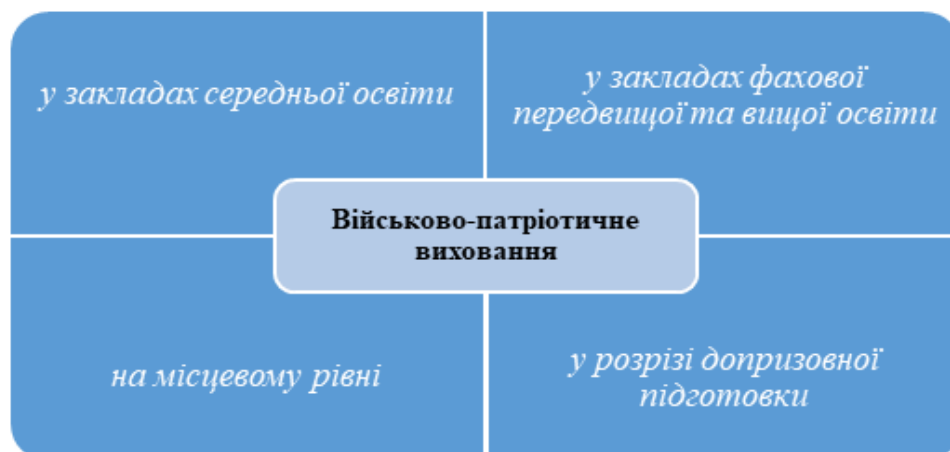 у закладах середньої освіти
у закладах фахової
передвищої та вищої освіти
Військово-патріотичне
виховання
на місцевому рівні
у розрізі допризовної
підготовки